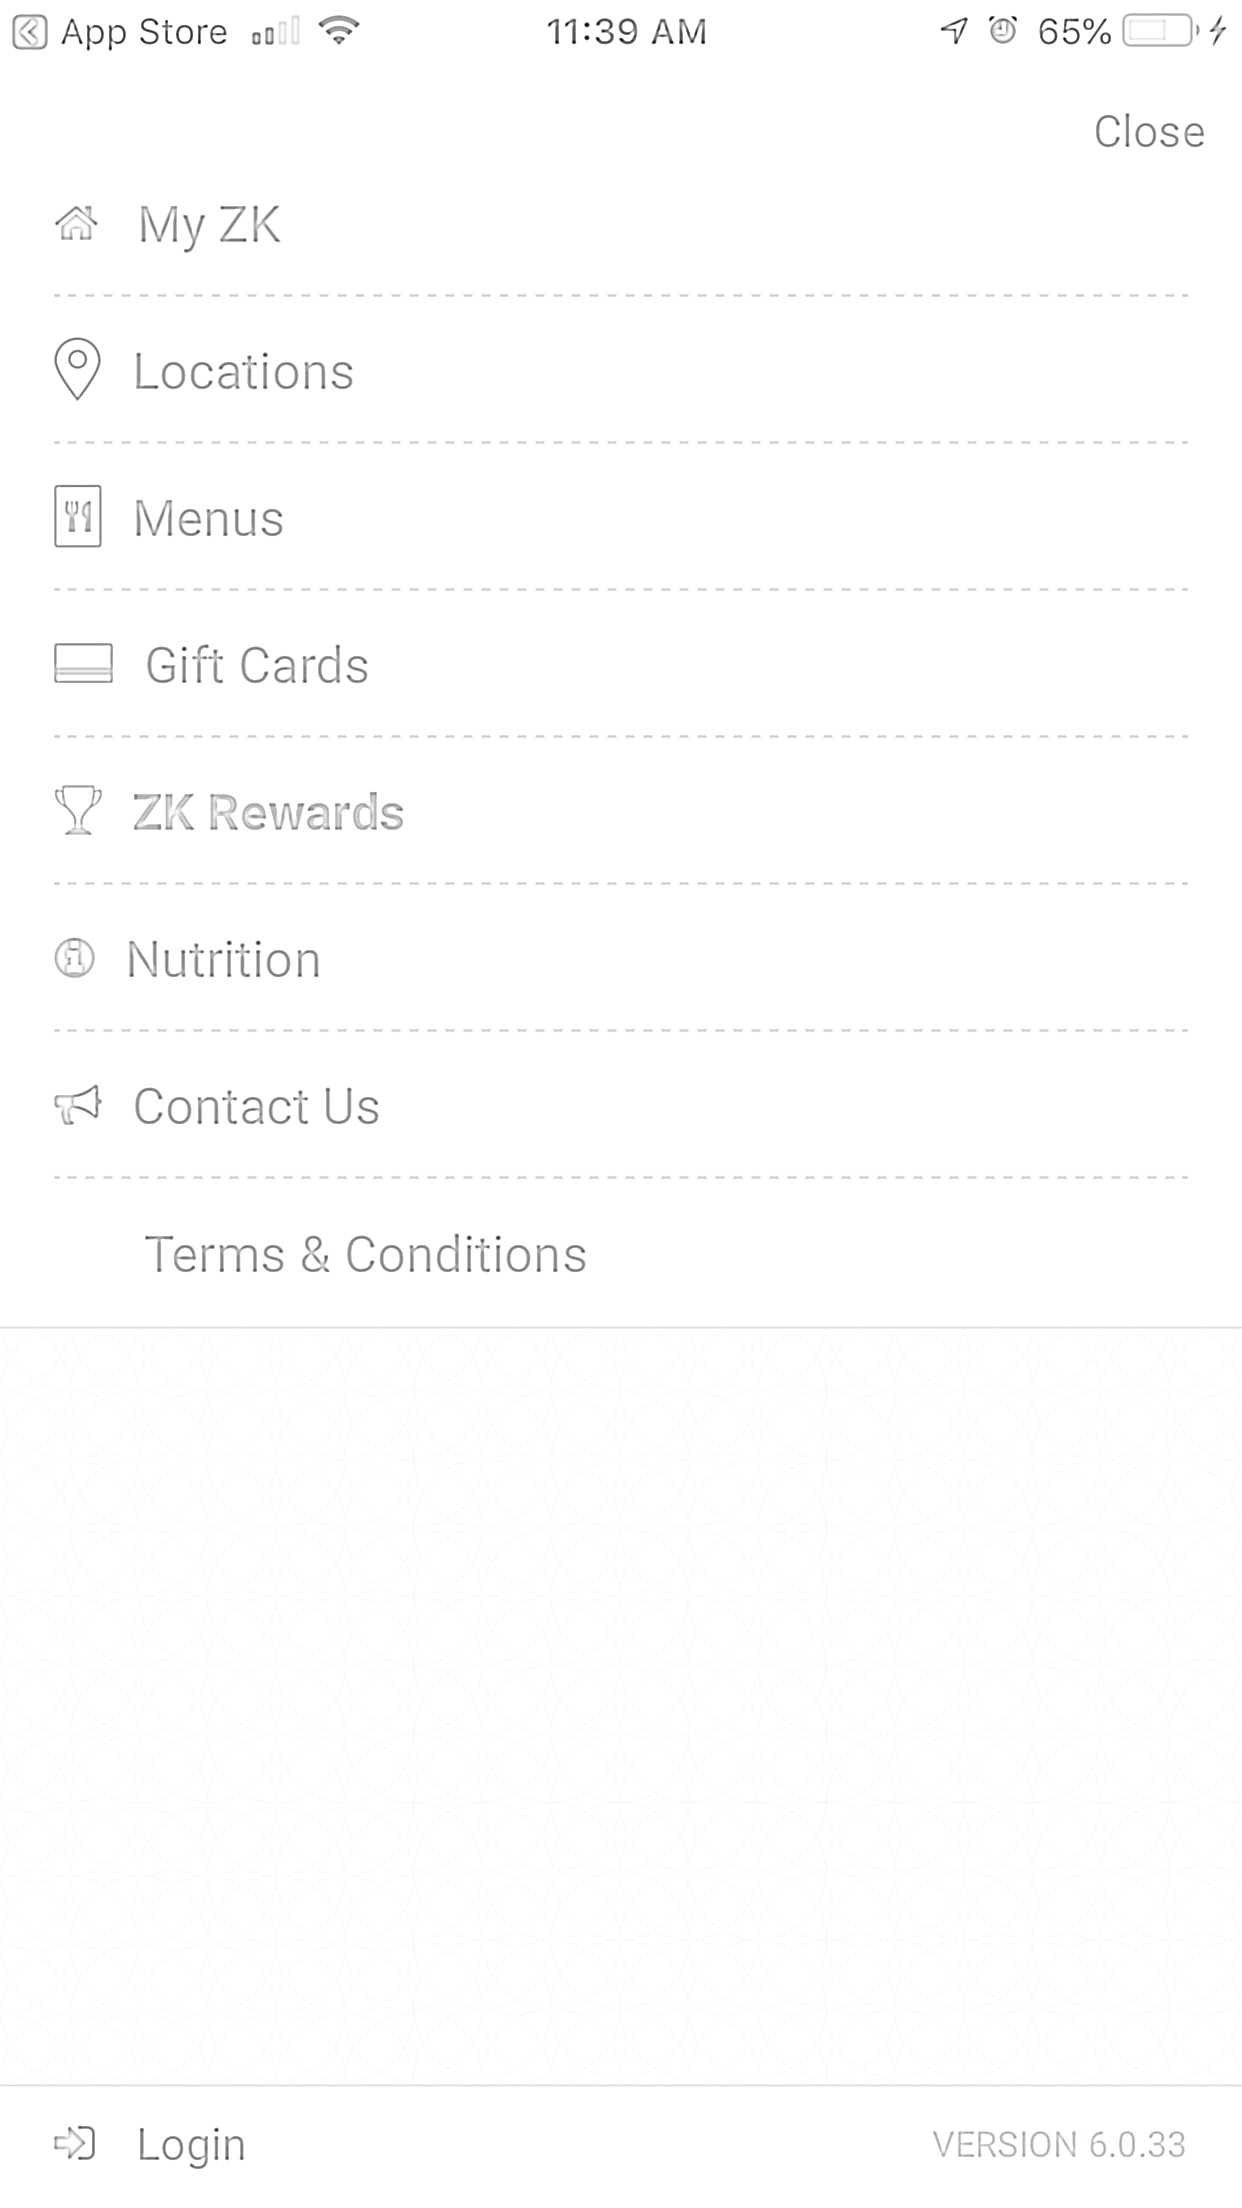 App Store 11:39 AM 65%
Close
My ZK
Locations
Menus
Gift Cards
ZK Rewards
Nutrition
Contact Us
Terms & Conditions
Login VERSION 6.0.33